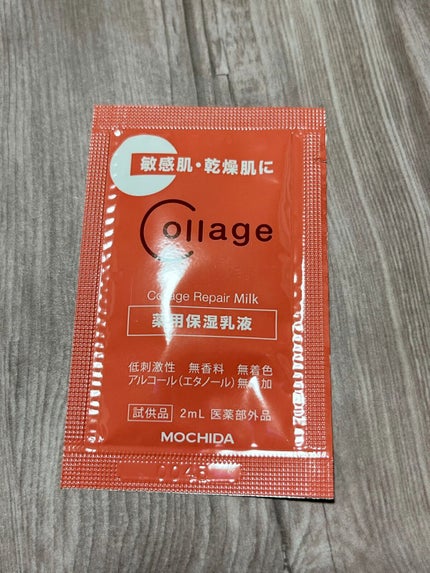 敏感肌・乾燥肌に
Collage
Collage Repair Milk
薬用保湿乳液
低刺激性 無香料 無着色
アルコール(エタノール)無添加
試供品 2mL 医薬部外品
MOCHIDA